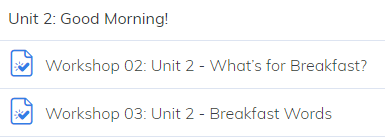 Unit 2: Good Morning!
Workshop 02: Unit 2 - What's for Breakfast?
Workshop 03: Unit 2 - Breakfast Words